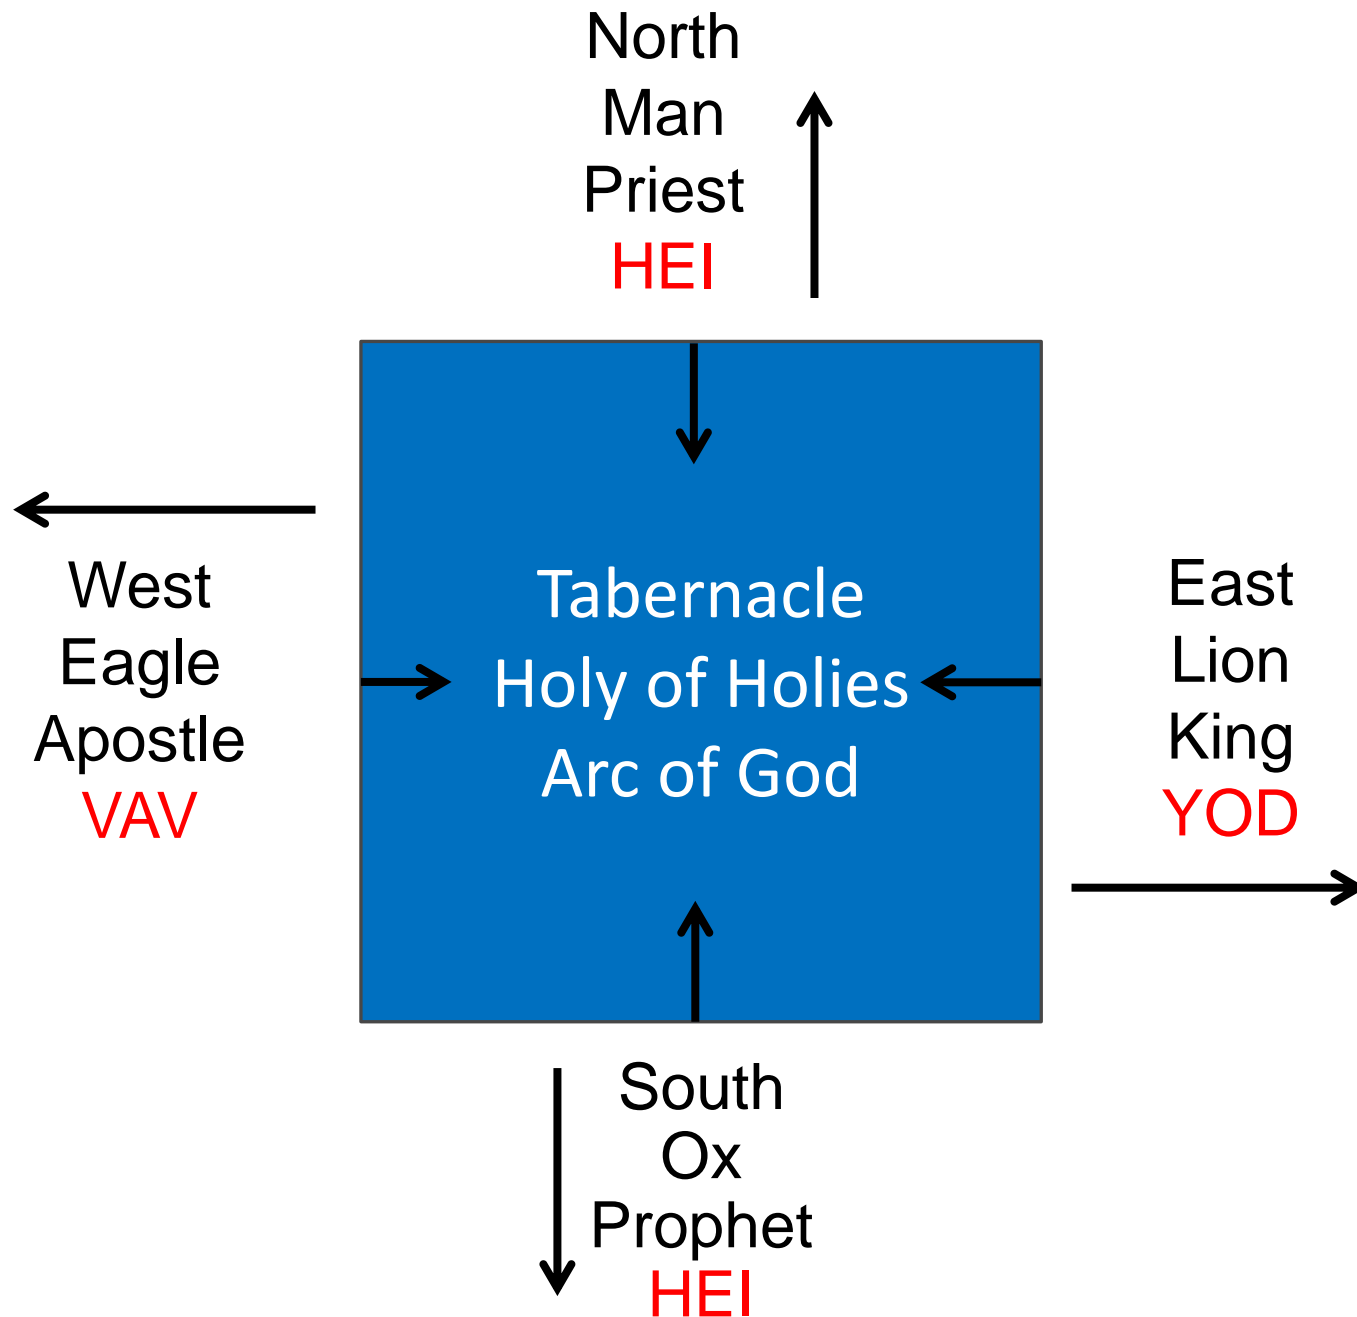 North
Man
Priest
HEI
West
Eagle
Apostle
VAV
Tabernacle
Holy of Holies
Arc of God
East
Lion
King
YOD
South
Ox
Prophet
HEI